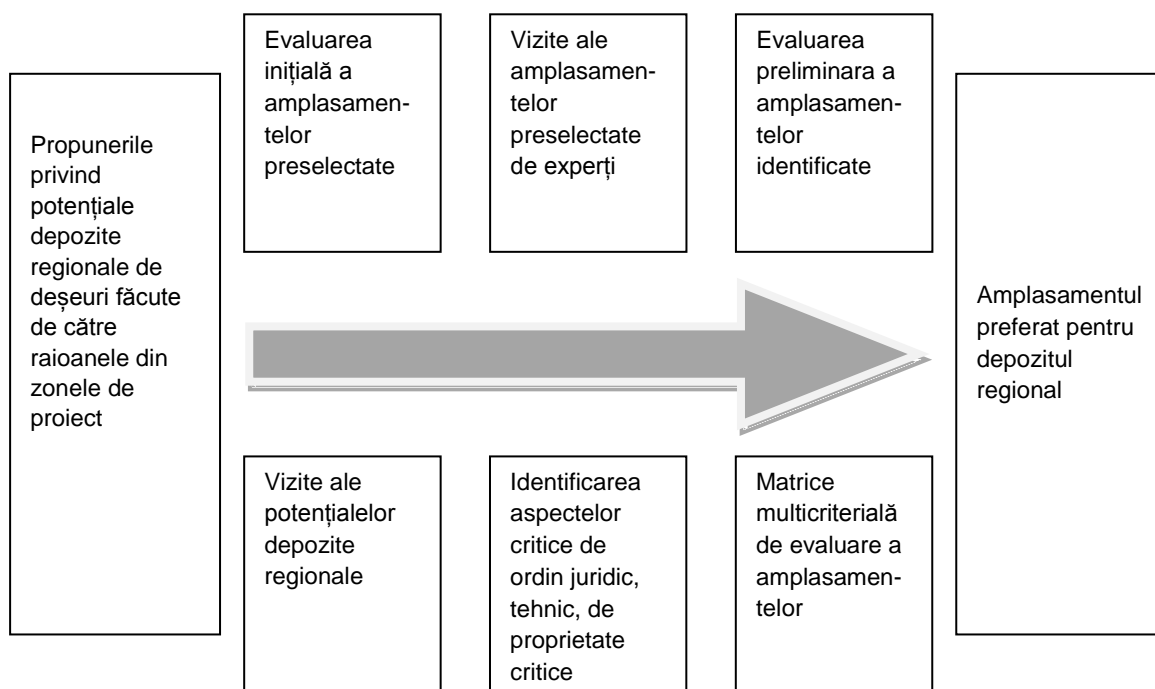 Propunerile
privind
potențiale
depozite
regionale de
deșeuri făcute
de către
raioanele din
zonele de
proiect
Evaluarea
inițială a
amplasamen-
telor
preselectate
Vizite ale
amplasamen-
telor
preselectate
de experți
Evaluarea
preliminara a
amplasamen-
telor
identificate
Vizite ale
potențialelor
depozite
regionale
Identificarea
aspectelor
critice de
ordin juridic,
tehnic, de
proprietate
critice
Matrice
multicriterială
de evaluare a
amplasamen-
telor
Amplasamentul
preferat pentru
depozitul
regional